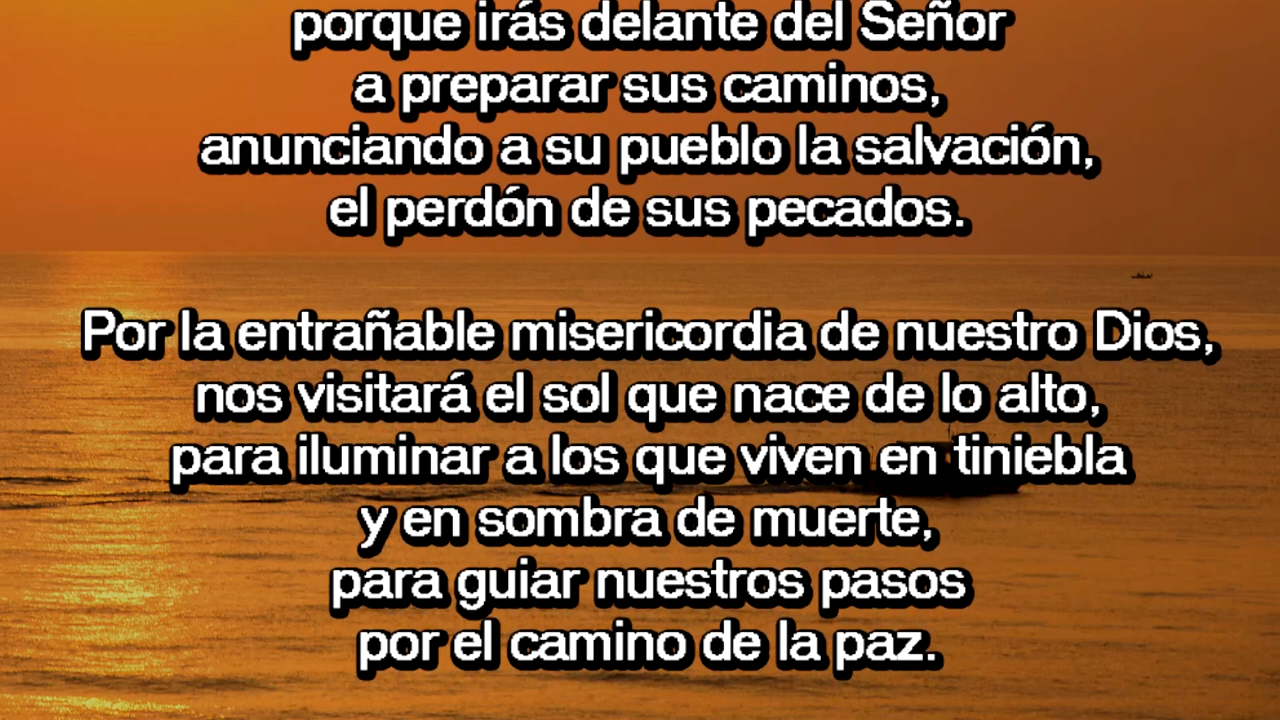 porque irás delante del Señor
a preparar sus caminos,
anunciando a su pueblo la salvación,
el perdón de sus pecados.
Por la entrañable misericordia de nuestro Dios,
nos visitará el sol que nace de lo alto,
para iluminar a los que viven en tiniebla
y en sombra de muerte,
para guiar nuestros pasos
por el camino de la paz.